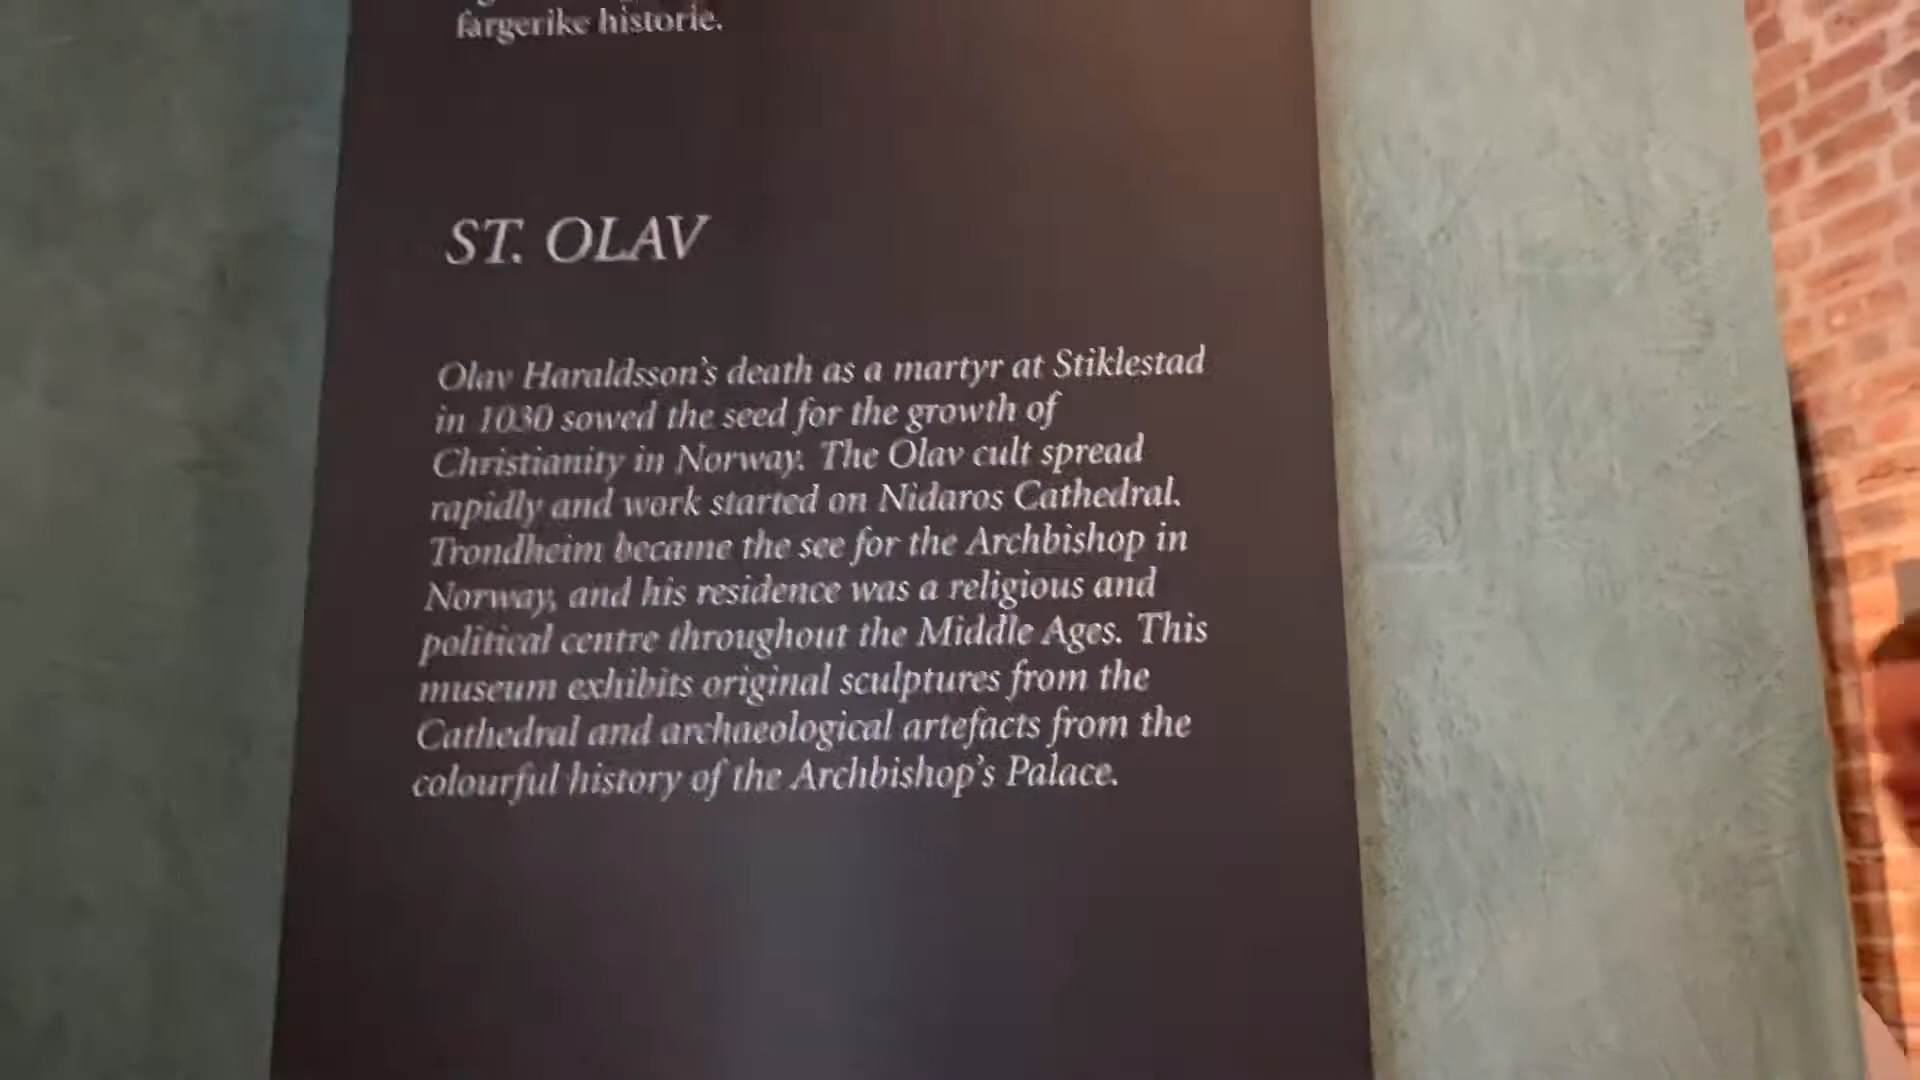 fargerike historie.
ST. OLAV
Olav Haraldsson's death as a martyr at Stiklestad
in 1030 sowed the seed for the growth of
Christianity in Norway. The Olav cult spread
rapidly and work started on Nidaros Cathedral.
Trondheim became the see for the Archbishop in
Norway, and his residence was a religious and
political centre throughout the Middle Ages. This
museum exhibits original sculptures from the
Cathedral and archaeological artefacts from the
colourful history of the Archbishop's Palace.